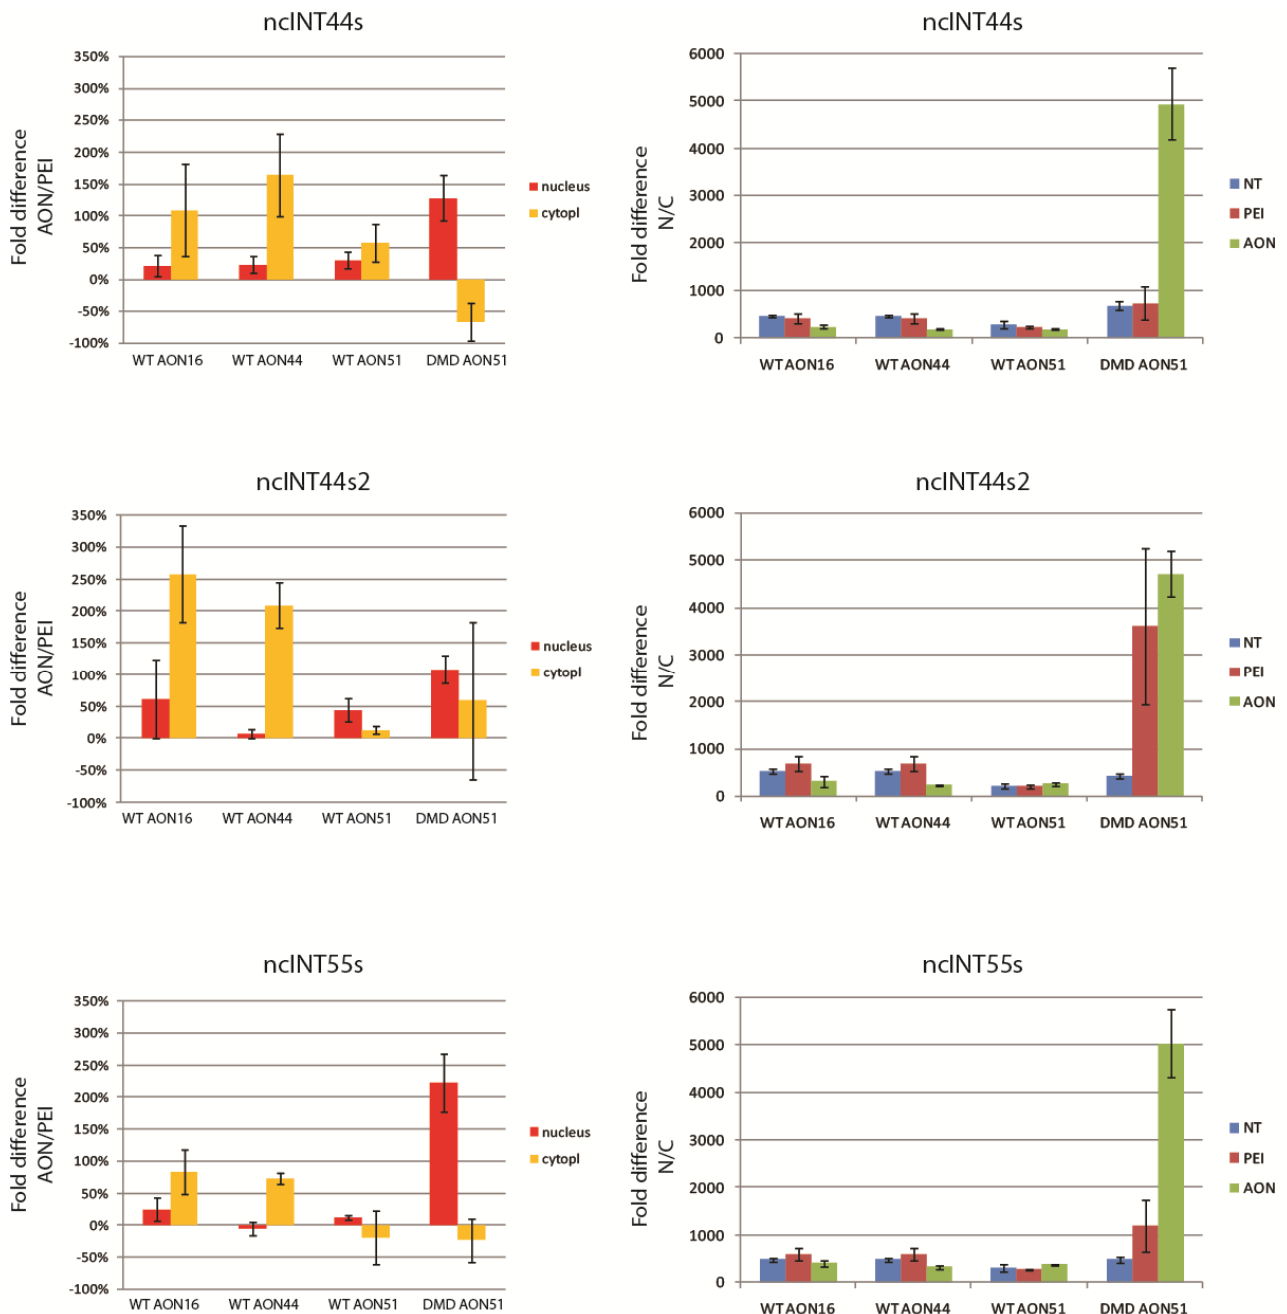 ncINT44s
350%
300%
250%
200%
150%
100%
50%
0%
-50%
-100%
Fold difference
AON/PEI
WT AON16 WT AON44 WT AON51 DMD AON51
nucleus
cytopl
ncINT44s
6000
5000
4000
3000
2000
1000
0
Fold difference
N/C
WT AON16 WT AON44 WT AON51 DMD AON51
NT
PEI
AON
ncINT44s2
350%
300%
250%
200%
150%
100%
50%
0%
-50%
-100%
Fold difference
AON/PEI
WT AON16 WT AON44 WT AON51 DMD AON51
nucleus
cytopl
ncINT44s2
6000
5000
4000
3000
2000
1000
0
Fold difference
N/C
WT AON16 WT AON44 WT AON51 DMD AON51
NT
PEI
AON
ncINT55s
350%
300%
250%
200%
150%
100%
50%
0%
-50%
-100%
Fold difference
AON/PEI
WT AON16 WT AON44 WT AON51 DMD AON51
nucleus
cytopl
ncINT55s
6000
5000
4000
3000
2000
1000
0
Fold difference
N/C
WT AON16 WT AON44 WT AON51 DMD AON51
NT
PEI
AON